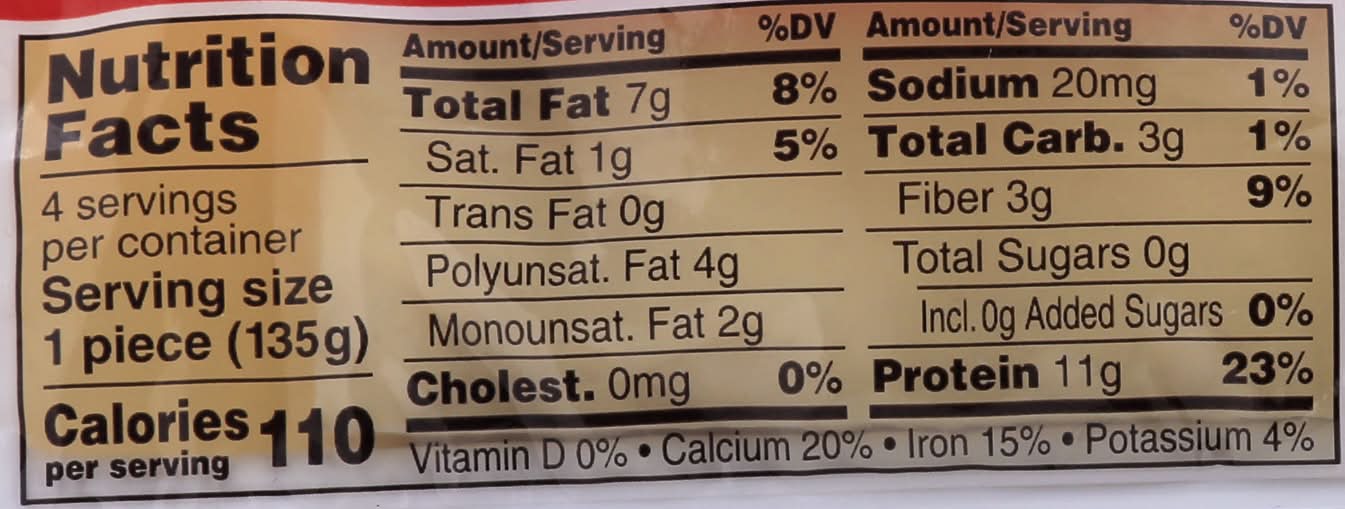 Nutrition
Facts
4 servings
per container
Serving size
1 piece (135g)
Calories 110
per serving
Amount/Serving %DV
Total Fat 7g 8%
Sat. Fat 1g 5%
Trans Fat 0g
Polyunsat. Fat 4g
Monounsat. Fat 2g
Cholest. 0mg 0%
Amount/Serving %DV
Sodium 20mg 1%
Total Carb. 3g 1%
Fiber 3g 9%
Total Sugars 0g
Incl. 0g Added Sugars 0%
Protein 11g 23%
Vitamin D 0% • Calcium 20% • Iron 15% • Potassium 4%